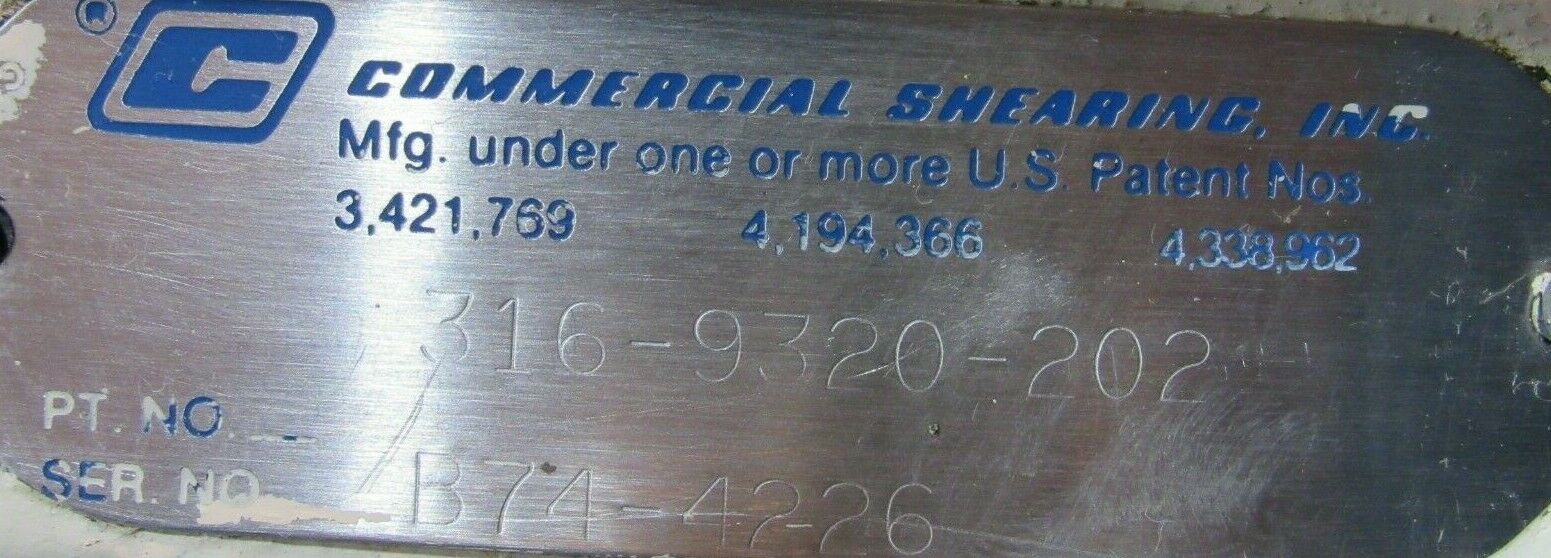 ® C COMMERCIAL SHEARING, INC.
Mfg. under one or more U.S. Patent Nos.
3,421,769 4,194,366 4,338,962
PT. NO. 316-9320-202
SER. NO. B74-4226